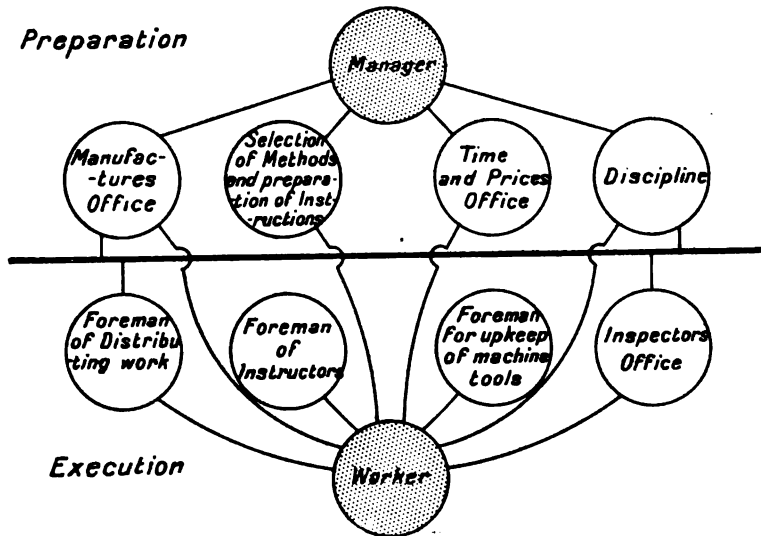 Preparation
Manager
Manufac-
-tures
Office
Selection
of Methods
and prepara-
tion of Inst-
-ructions
Time
and Prices
Office
Discipline
Foreman
of Distribu
ting work
Foreman
of
Instructors
Foreman
for upkeep
of machine
tools
Inspectors
Office
Execution
Worker